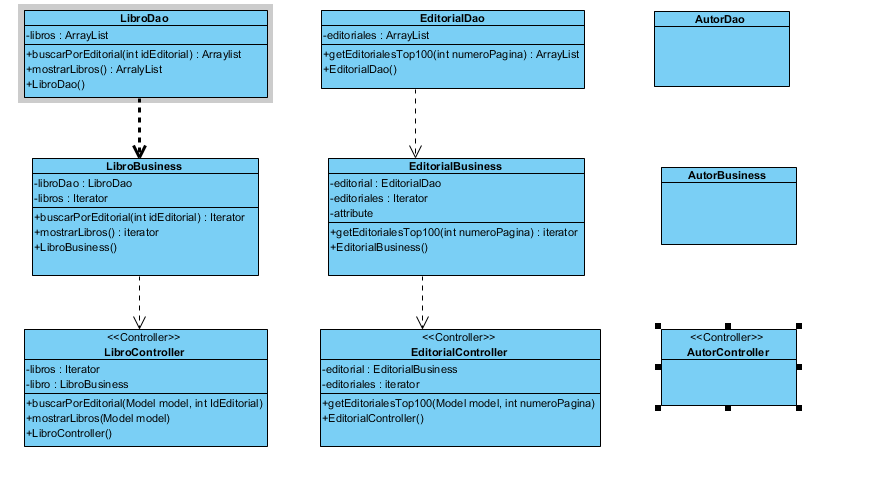 LibroDao
-libros : ArrayList
+buscarPorEditorial(int idEditorial) : Arraylist
+mostrarLibros() : ArralyList
+LibroDao()
EditorialDao
-editoriales : ArrayList
+getEditorialesTop100(int numeroPagina) : ArrayList
+EditorialDao()
AutorDao
LibroBusiness
-libroDao : LibroDao
-libros : Iterator
+buscarPorEditorial(int idEditorial) : Iterator
+mostrarLibros() : iterator
+LibroBusiness()
EditorialBusiness
-editorial : EditorialDao
-editoriales : Iterator
-attribute
+getEditorialesTop100(int numeroPagina) : iterator
+EditorialBusiness()
AutorBusiness
<<Controller>>
LibroController
-libros : Iterator
-libro : LibroBusiness
+buscarPorEditorial(Model model, int IdEditorial)
+mostrarLibros(Model model)
+LibroController()
<<Controller>>
EditorialController
-editorial : EditorialBusiness
-editoriales : iterator
+getEditorialesTop100(Model model, int numeroPagina)
+EditorialController()
<<Controller>>
AutorController